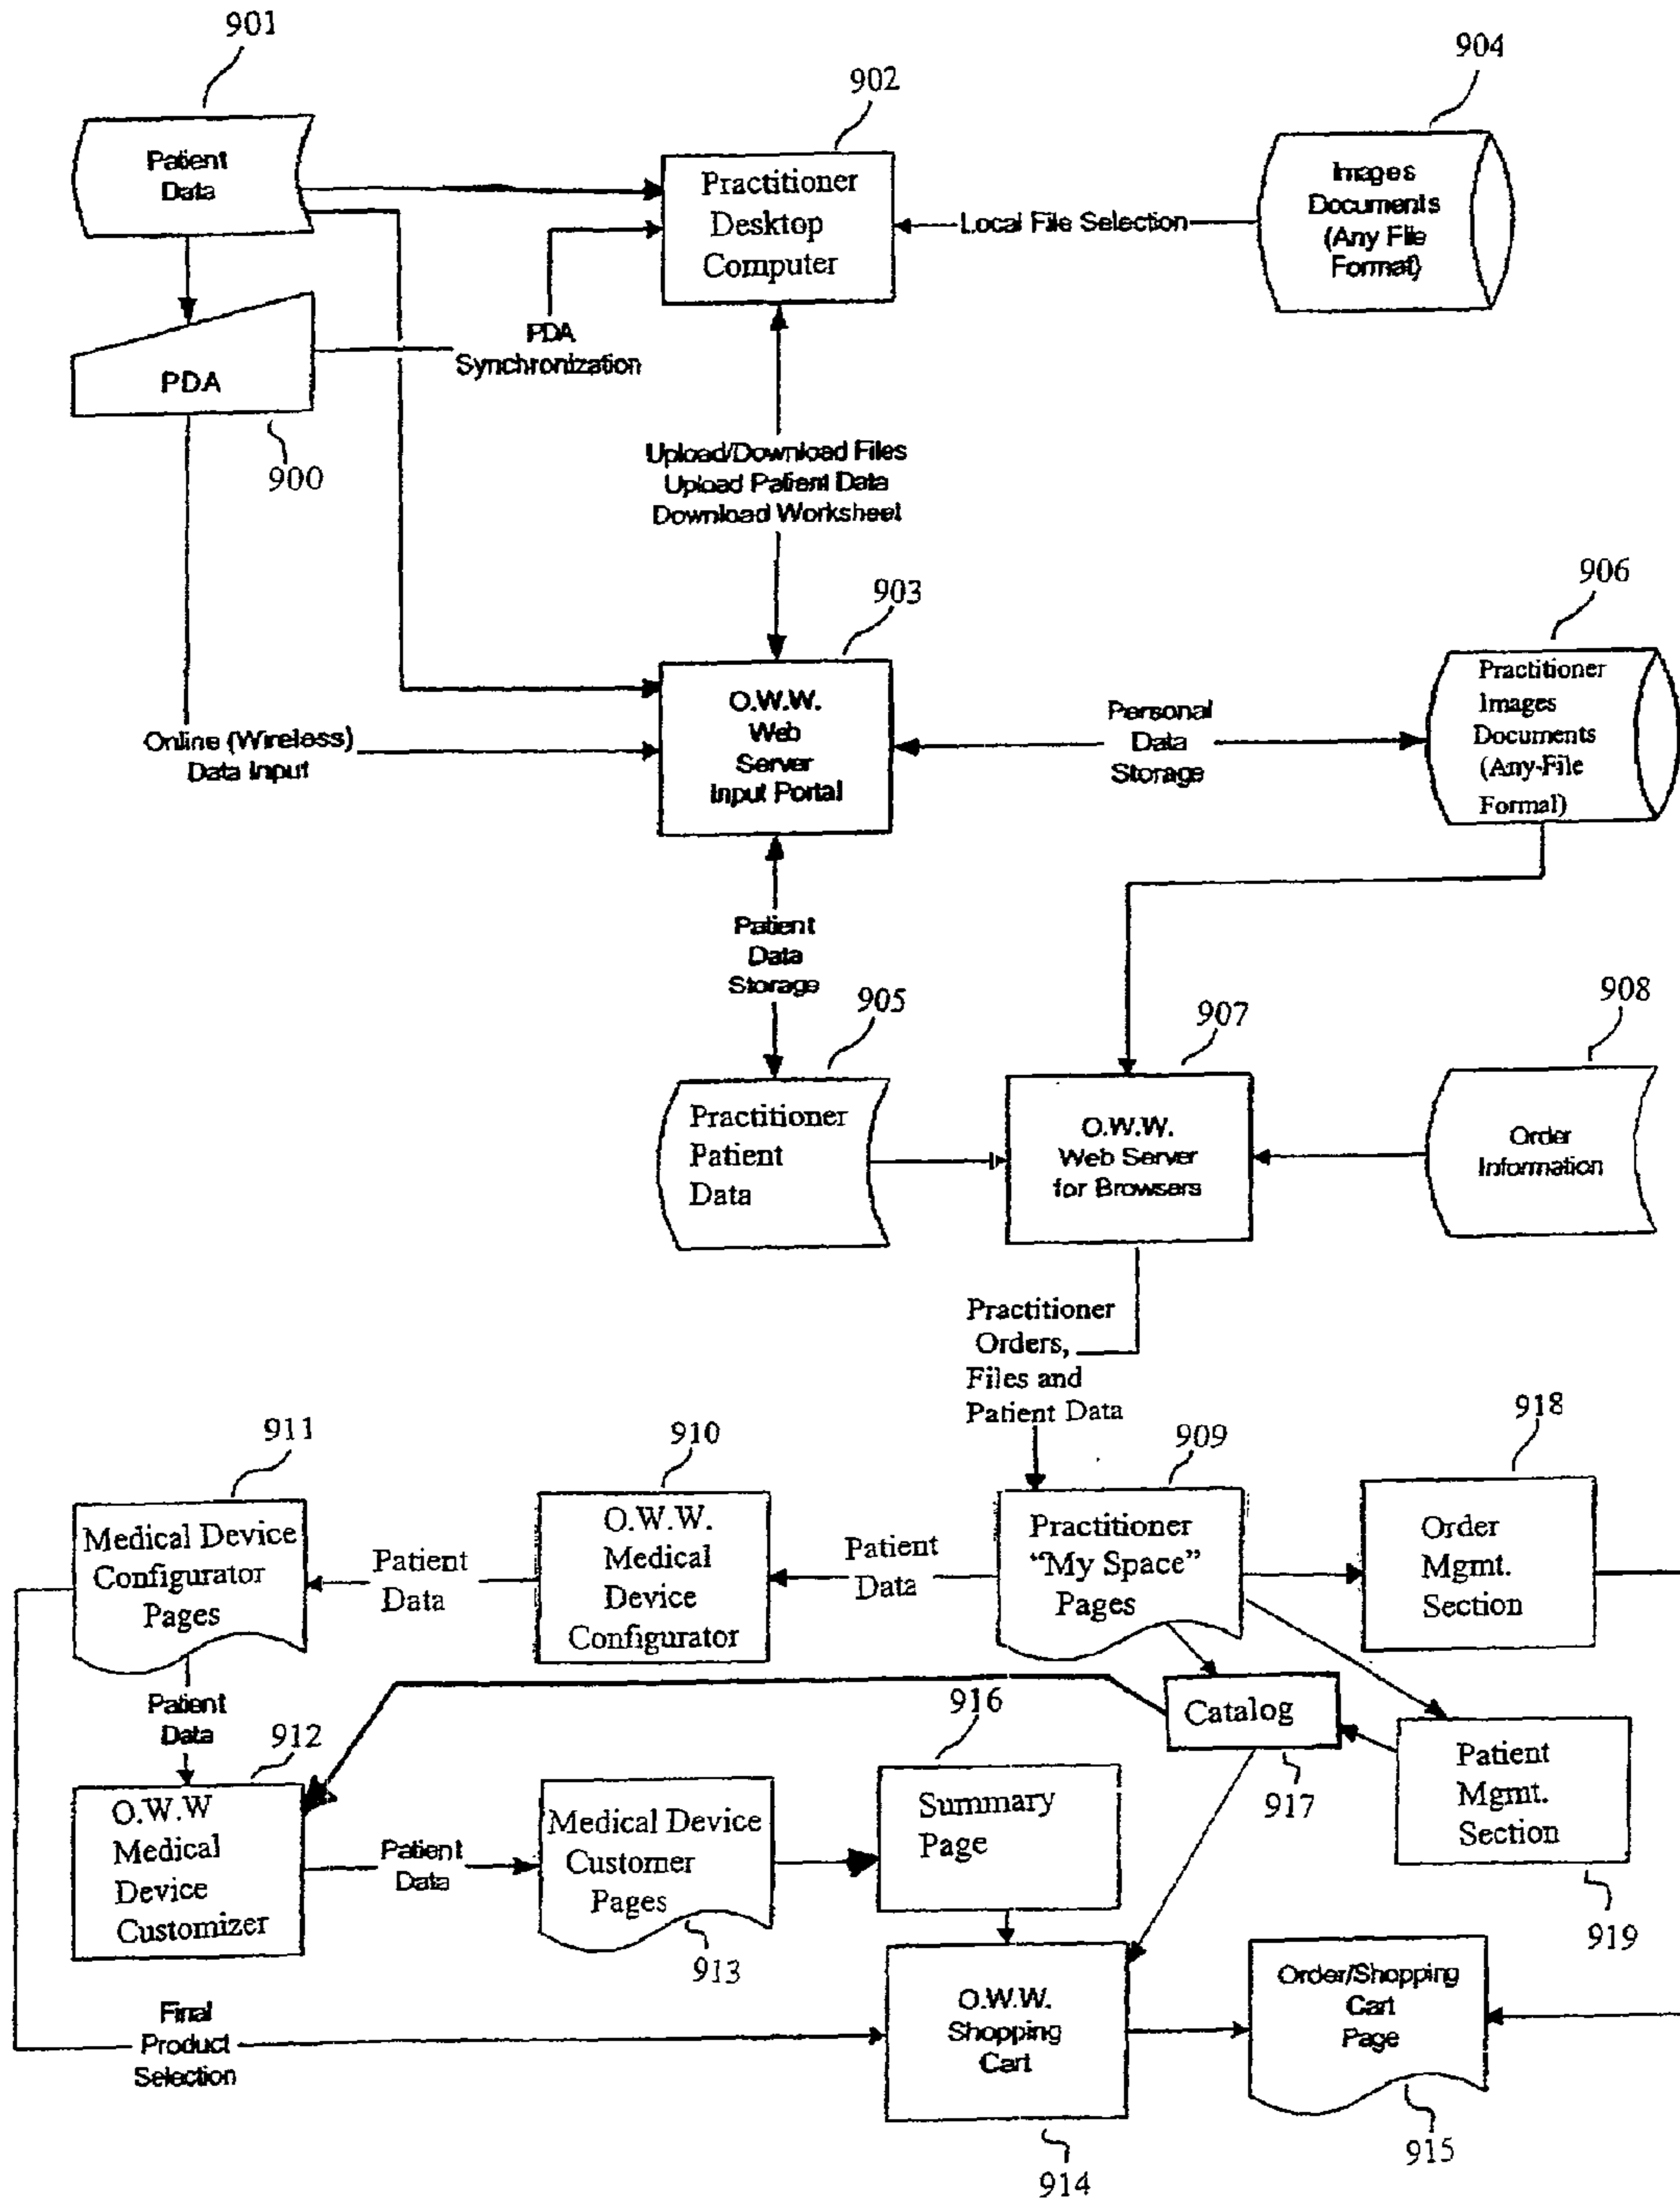 901
902
904
Patient
Data
Practitioner
Desktop
Computer
Local File Selection
Images
Documents
(Any File
Format)
PDA
900
PDA
Synchronization
Upload/Download Files
Upload Patient Data
Download Worksheet
903
906
O.W.W.
Web
Server
Input Portal
Online (Wireless)
Data Input
Personal
Data
Storage
Practitioner
Images
Documents
(Any-File
Formal)
Patient
Data
Storage
905
907
908
Practitioner
Patient
Data
O.W.W.
Web Server
for Browsers
Order
Information
Practitioner
Orders,
Files and
Patient Data
911
910
909
918
Medical Device
Configurator
Pages
Patient
Data
O.W.W.
Medical
Device
Configurator
Patient
Data
Practitioner
“My Space”
Pages
Order
Mgmt.
Section
Patient
Data
912
916
Catalog
917
Patient
Mgmt.
Section
919
O.W.W
Medical
Device
Customizer
Patient
Data
Medical Device
Customer
Pages
913
Summary
Page
Final
Product
Selection
O.W.W.
Shopping
Cart
914
Order/Shopping
Cart
Page
915